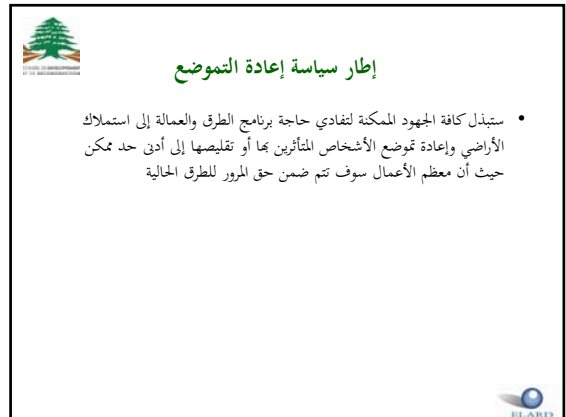 إطار سياسة إعادة التموضع
• ستبذل كافة الجهود الممكنة لتفادي حاجة برنامج الطرق والعمالة إلى استملاك
الأراضي وإعادة تموضع الأشخاص المتأثرين بها أو تقليصها إلى أدنى حد ممكن
حيث أن معظم الأعمال سوف تتم ضمن حق المرور للطرق الحالية
ELARD